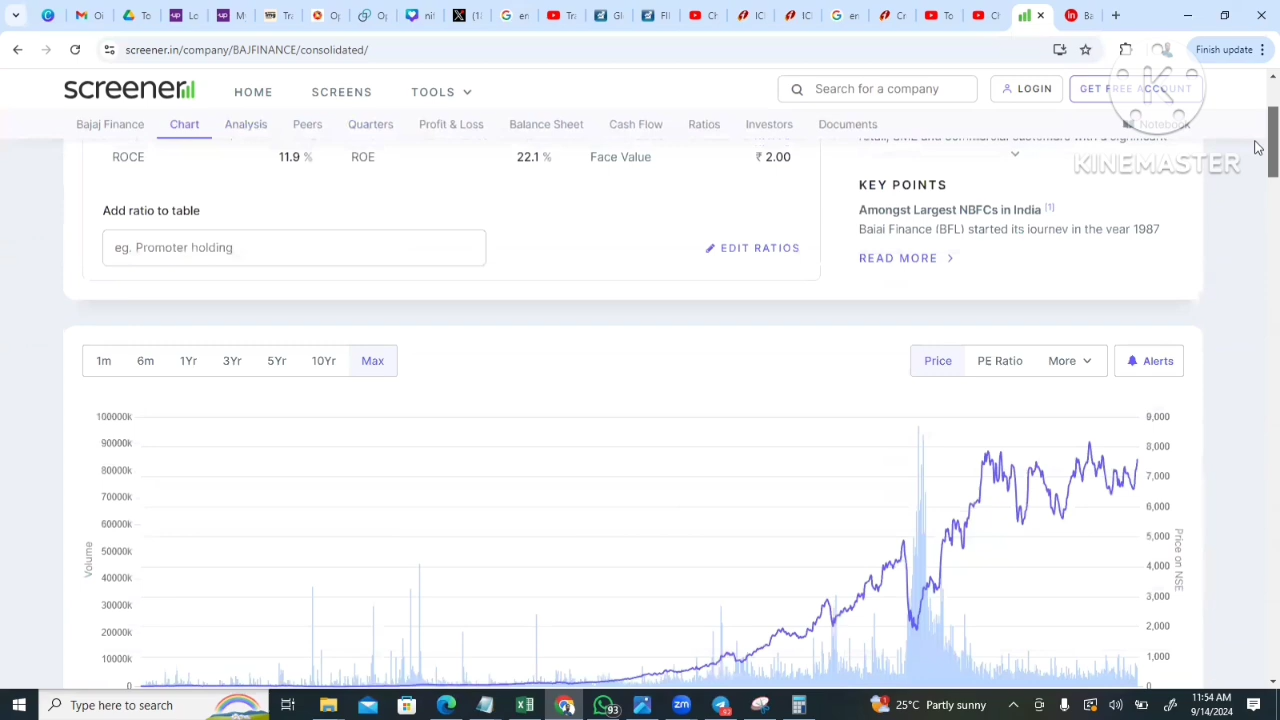 Finish update
screener.in/company/BAJFINANCE/consolidated/
screener
HOME
SCREENS
TOOLS
Search for a company
LOGIN
GET FREE ACCOUNT
Bajaj Finance
Chart
Analysis
Peers
Quarters
Profit & Loss
Balance Sheet
Cash Flow
Ratios
Investors
Documents
Notebook
K
KINEMASTER
ROCE 11.9 %
ROE 22.1 %
Face Value ₹ 2.00
KEY POINTS
Amongst Largest NBFCs in India [1]
Bajaj Finance (BFL) started its journey in the year 1987
READ MORE
Add ratio to table
eg. Promoter holding
EDIT RATIOS
1m 6m 1Yr 3Yr 5Yr 10Yr Max
Price PE Ratio More
Alerts
100000k 9,000
90000k 8,000
80000k 7,000
70000k 6,000
60000k 5,000
50000k 4,000
40000k 3,000
30000k 2,000
20000k 1,000
10000k
0 0
Volume
Price on NSE
Type here to search
93
25°C Partly sunny
11:54 AM
9/14/2024